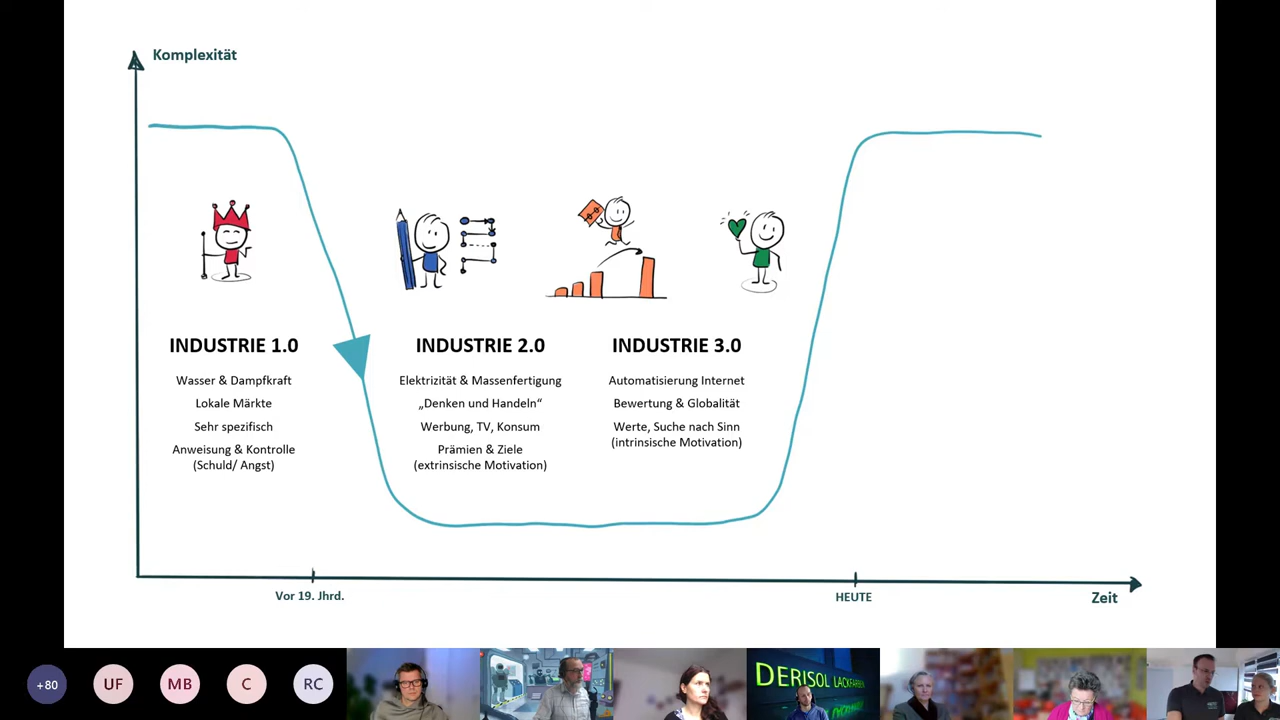 Komplexität
INDUSTRIE 1.0
Wasser & Dampfkraft
Lokale Märkte
Sehr spezifisch
Anweisung & Kontrolle
(Schuld/ Angst)
INDUSTRIE 2.0
Elektrizität & Massenfertigung
„Denken und Handeln“
Werbung, TV, Konsum
Prämien & Ziele
(extrinsische Motivation)
INDUSTRIE 3.0
Automatisierung Internet
Bewertung & Globalität
Werte, Suche nach Sinn
(intrinsische Motivation)
Vor 19. Jhrd.
HEUTE
Zeit
+80
UF
MB
C
RC
DERISOL LACKFARBEN